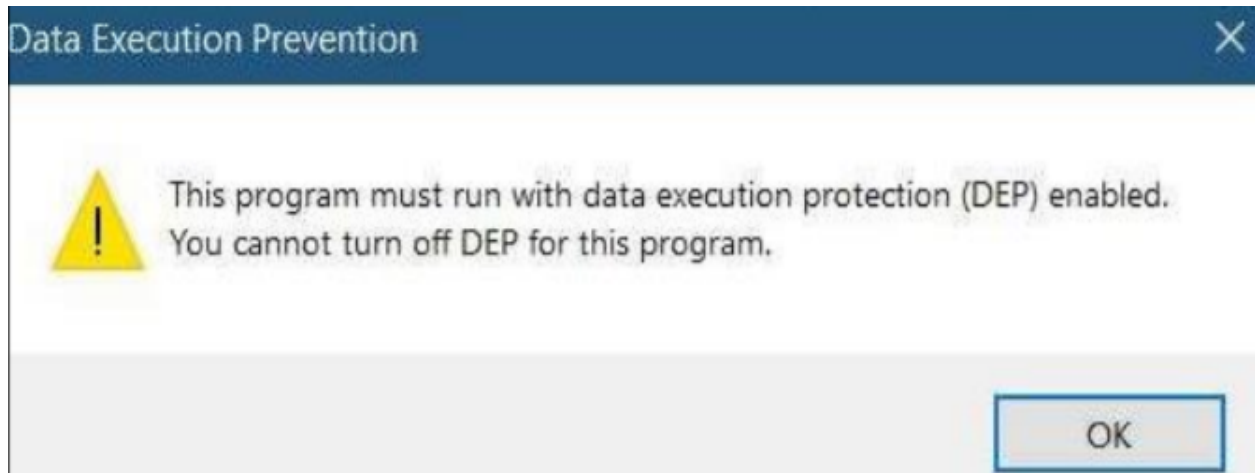 Data Execution Prevention
This program must run with data execution protection (DEP) enabled.
You cannot turn off DEP for this program.
OK